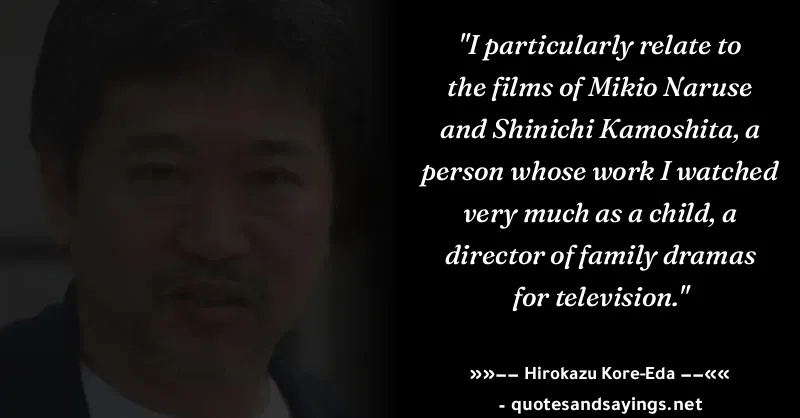 "I particularly relate to
the films of Mikio Naruse
and Shinichi Kamoshita, a
person whose work I watched
very much as a child, a
director of family dramas
for television."
»»−− Hirokazu Kore-Eda −−««
- quotesandsayings.net